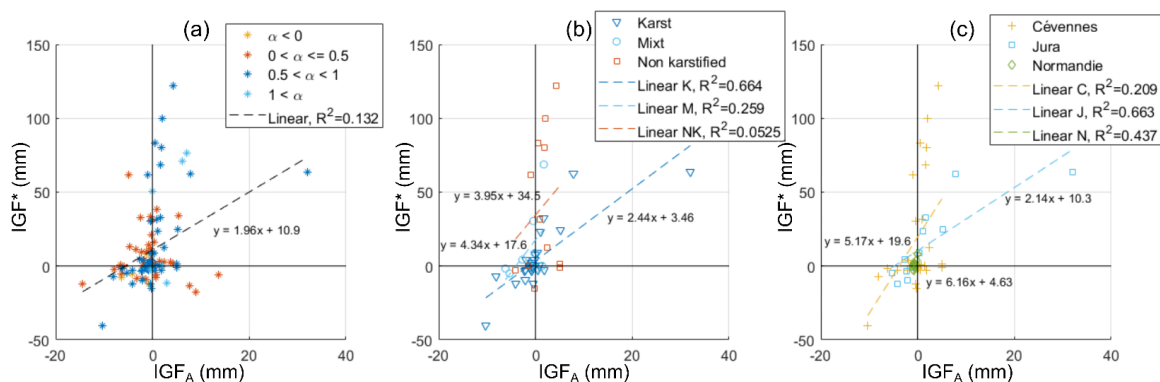 (a)
α < 0
0 < α <= 0.5
0.5 < α < 1
1 < α
Linear, R²=0.132
150
100
50
0
-50
-20
0
20
40
y = 1.96x + 10.9
IGF* (mm)
IGF_A (mm)
(b)
Karst
Mixt
Non karstified
Linear K, R²=0.664
Linear M, R²=0.259
Linear NK, R²=0.0525
150
100
50
0
-50
-20
0
20
40
y = 3.95x + 34.5
y = 2.44x + 3.46
y = 4.34x + 17.6
IGF* (mm)
IGF_A (mm)
(c)
Cévennes
Jura
Normandie
Linear C, R²=0.209
Linear J, R²=0.663
Linear N, R²=0.437
150
100
50
0
-50
-20
0
20
40
y = 2.14x + 10.3
y = 5.17x + 19.6
y = 6.16x + 4.63
IGF* (mm)
IGF_A (mm)